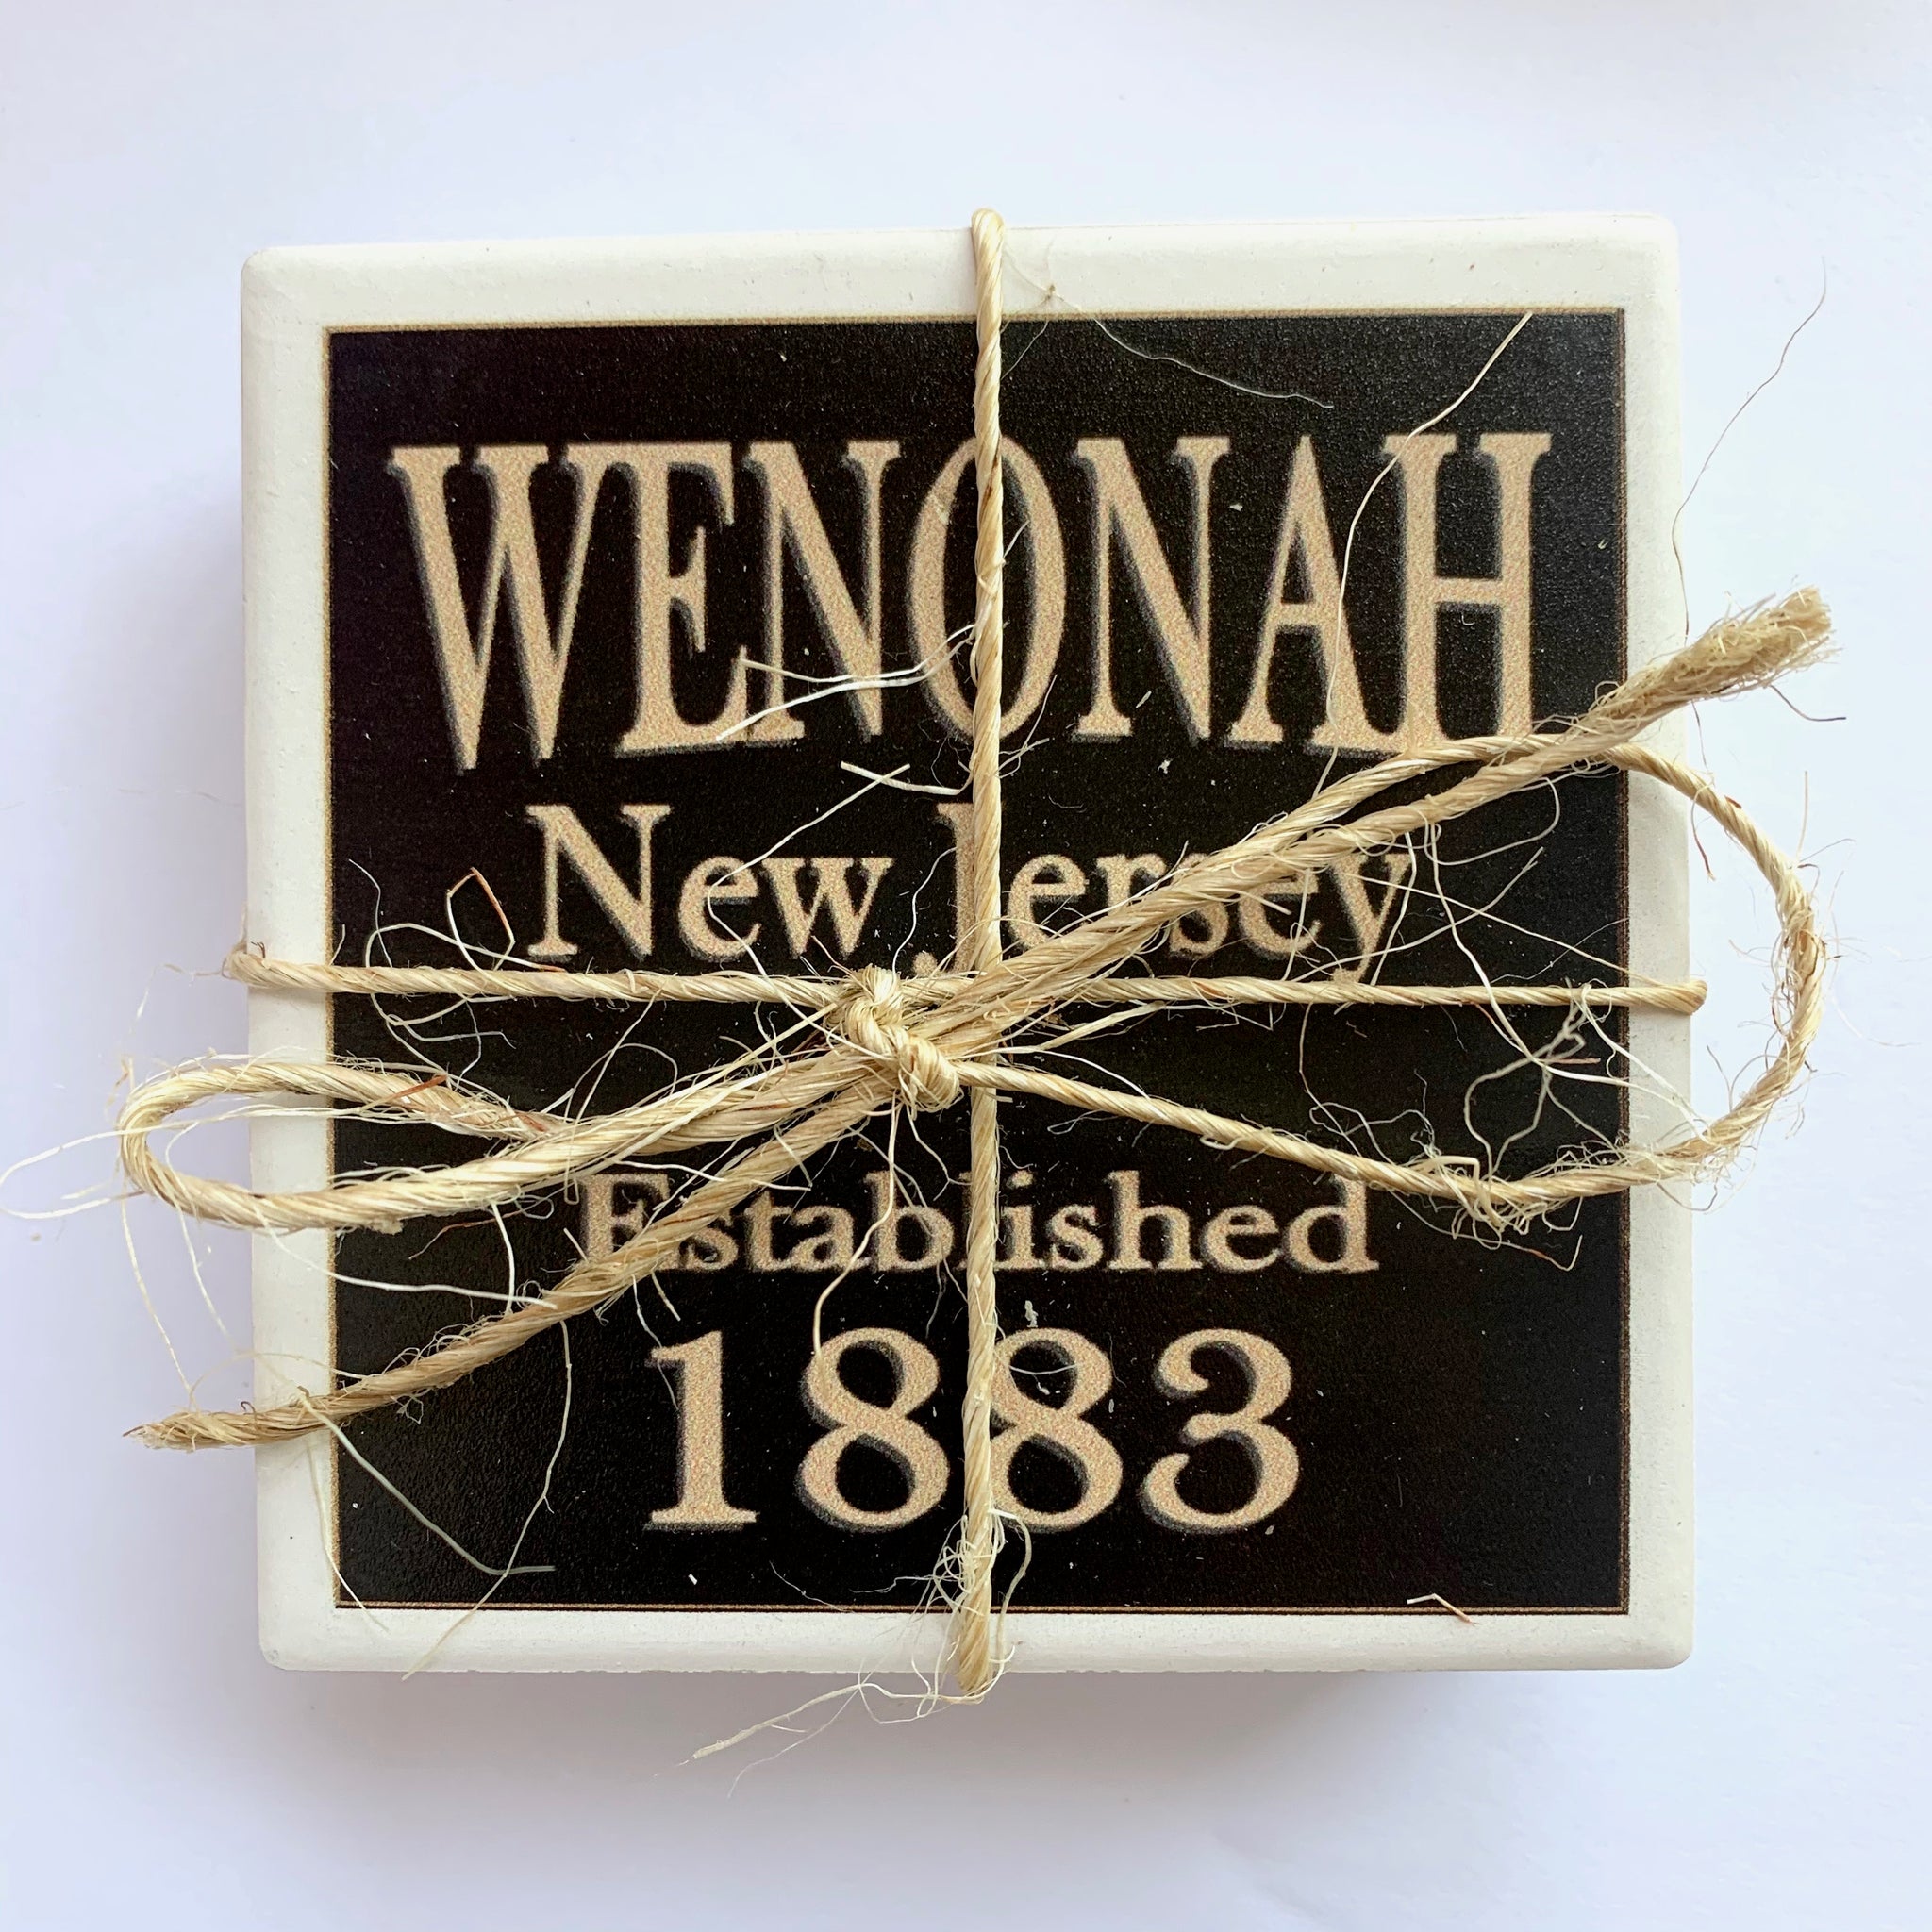 WENONAH
New Jersey
Established
1883